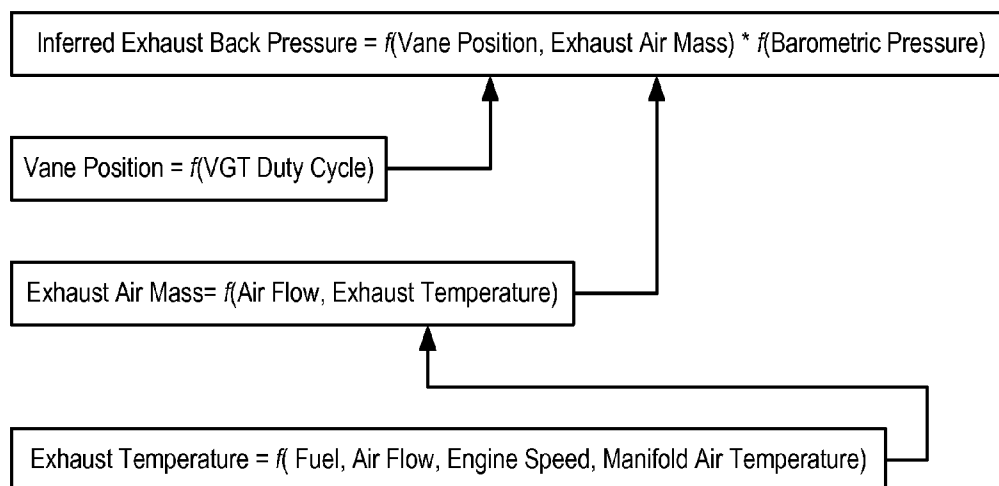 Inferred Exhaust Back Pressure = f(Vane Position, Exhaust Air Mass) * f(Barometric Pressure)
Vane Position = f(VGT Duty Cycle)
Exhaust Air Mass= f(Air Flow, Exhaust Temperature)
Exhaust Temperature = f( Fuel, Air Flow, Engine Speed, Manifold Air Temperature)